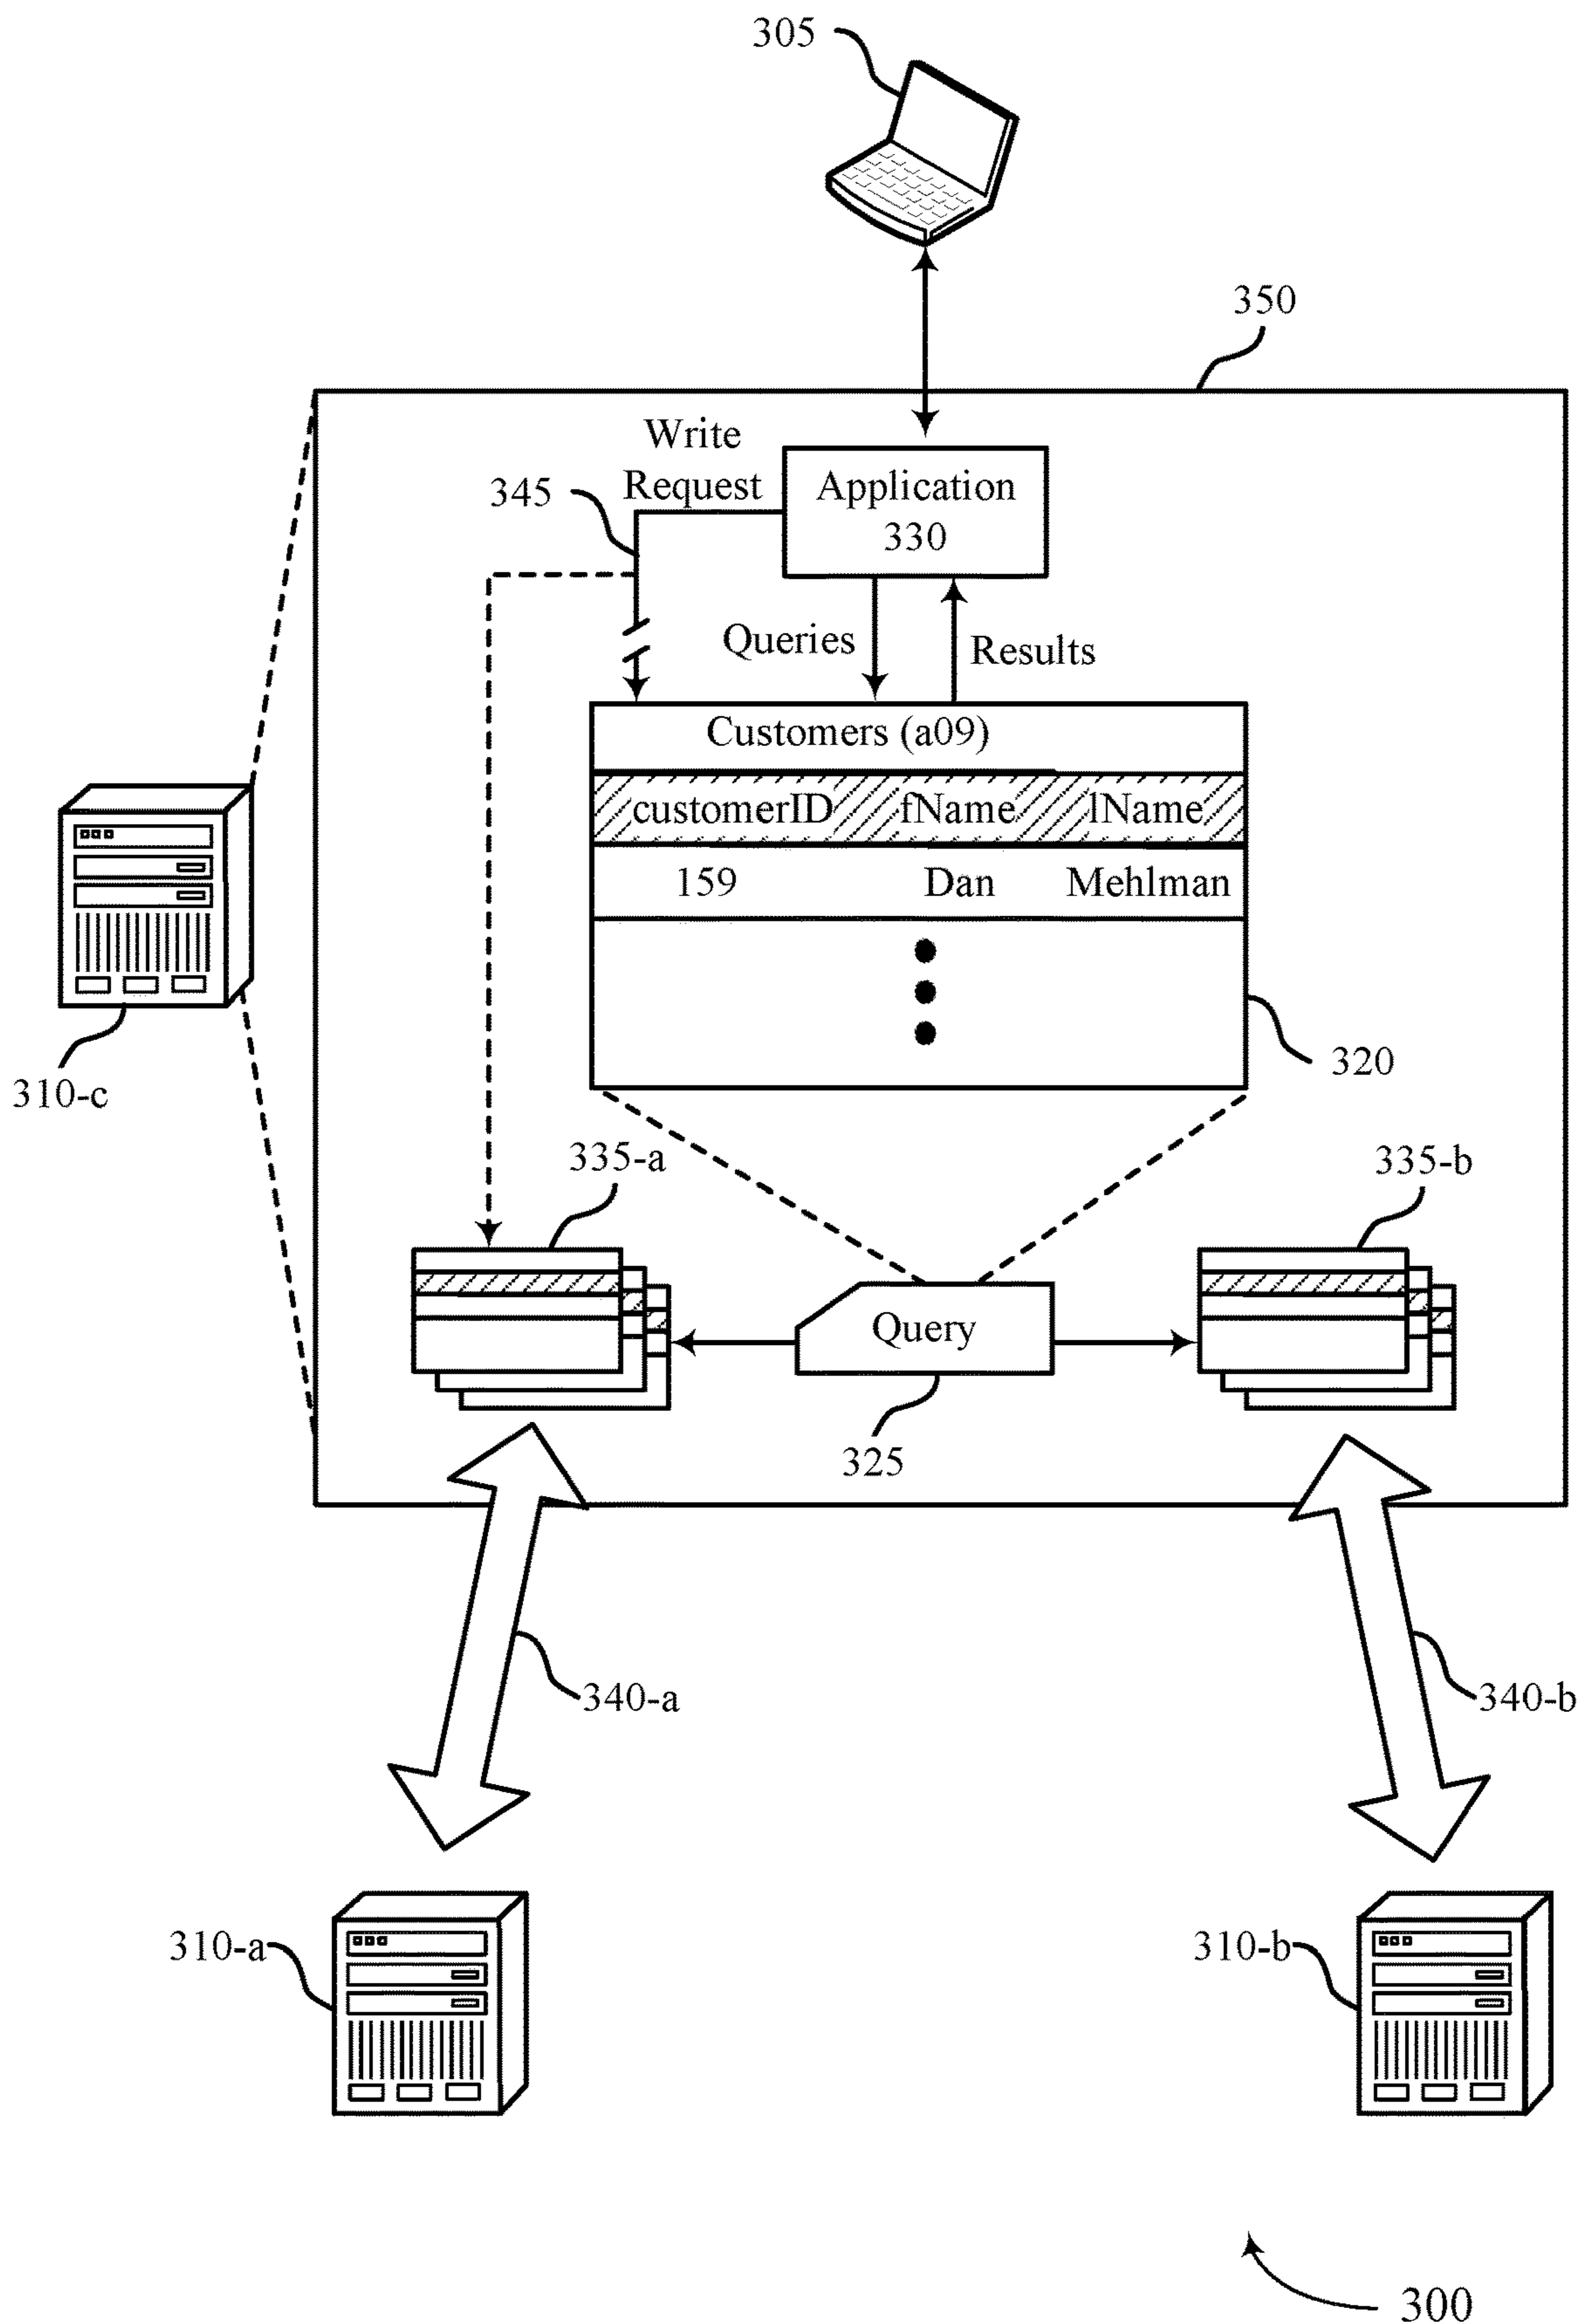 305
350
Write
Request
345
Application
330
Queries
Results
Customers (a09)
customerID fName lName
159 Dan Mehlman
310-c
320
335-a
335-b
Query
325
340-a
340-b
310-a
310-b
300